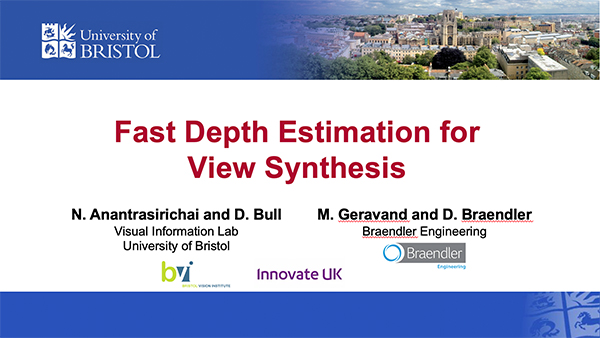 University of
BRISTOL
Fast Depth Estimation for
View Synthesis
N. Anantrasirichai and D. Bull
Visual Information Lab
University of Bristol
M. Geravand and D. Braendler
Braendler Engineering
bvi
BRISTOL VISION INSTITUTE
Innovate UK
Braendler
Engineering